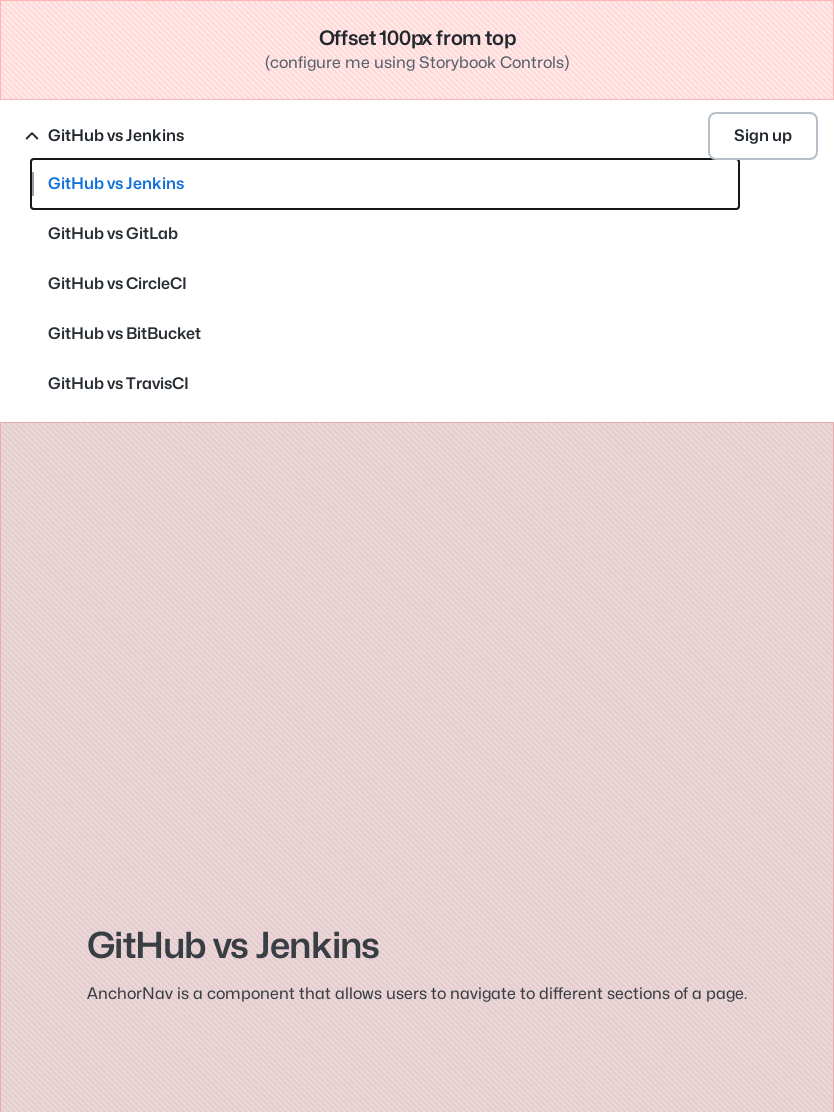 Offset 100px from top
(configure me using Storybook Controls)
GitHub vs Jenkins
Sign up
GitHub vs Jenkins
GitHub vs GitLab
GitHub vs CircleCI
GitHub vs BitBucket
GitHub vs TravisCI
GitHub vs Jenkins
AnchorNav is a component that allows users to navigate to different sections of a page.